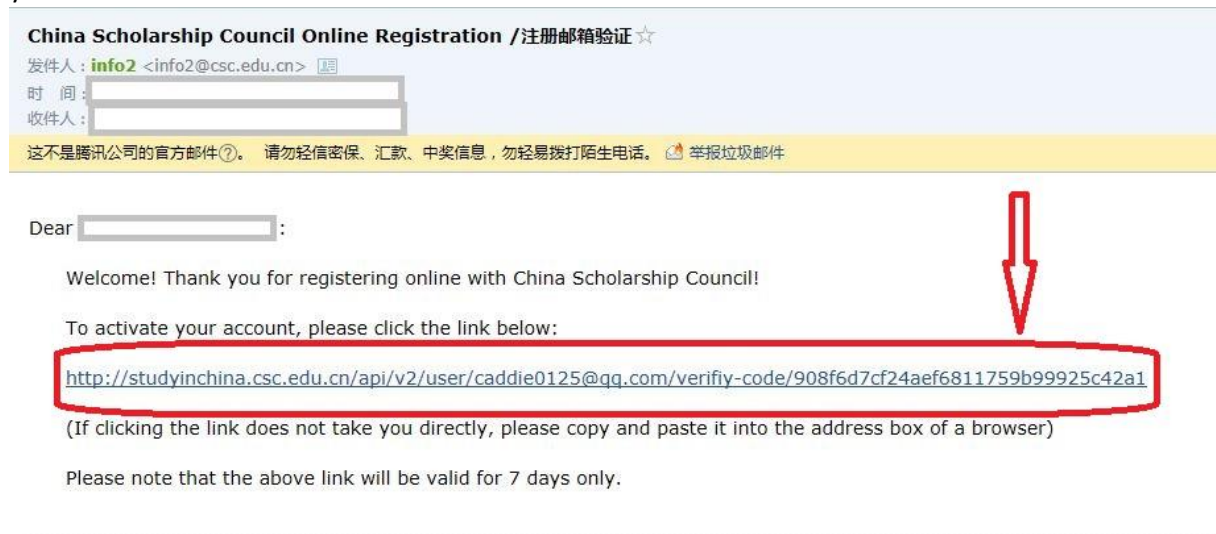 China Scholarship Council Online Registration /注册邮箱验证☆
发件人：info2 <info2@csc.edu.cn>
时 间：
收件人：
这不是腾讯公司的官方邮件?。 请勿轻信密保、汇款、中奖信息，勿轻易拨打陌生电话。 举报垃圾邮件
Dear :
Welcome! Thank you for registering online with China Scholarship Council!
To activate your account, please click the link below:
http://studyinchina.csc.edu.cn/api/v2/user/caddie0125@qq.com/verifiy-code/908f6d7cf24aef6811759b99925c42a1
(If clicking the link does not take you directly, please copy and paste it into the address box of a browser)
Please note that the above link will be valid for 7 days only.